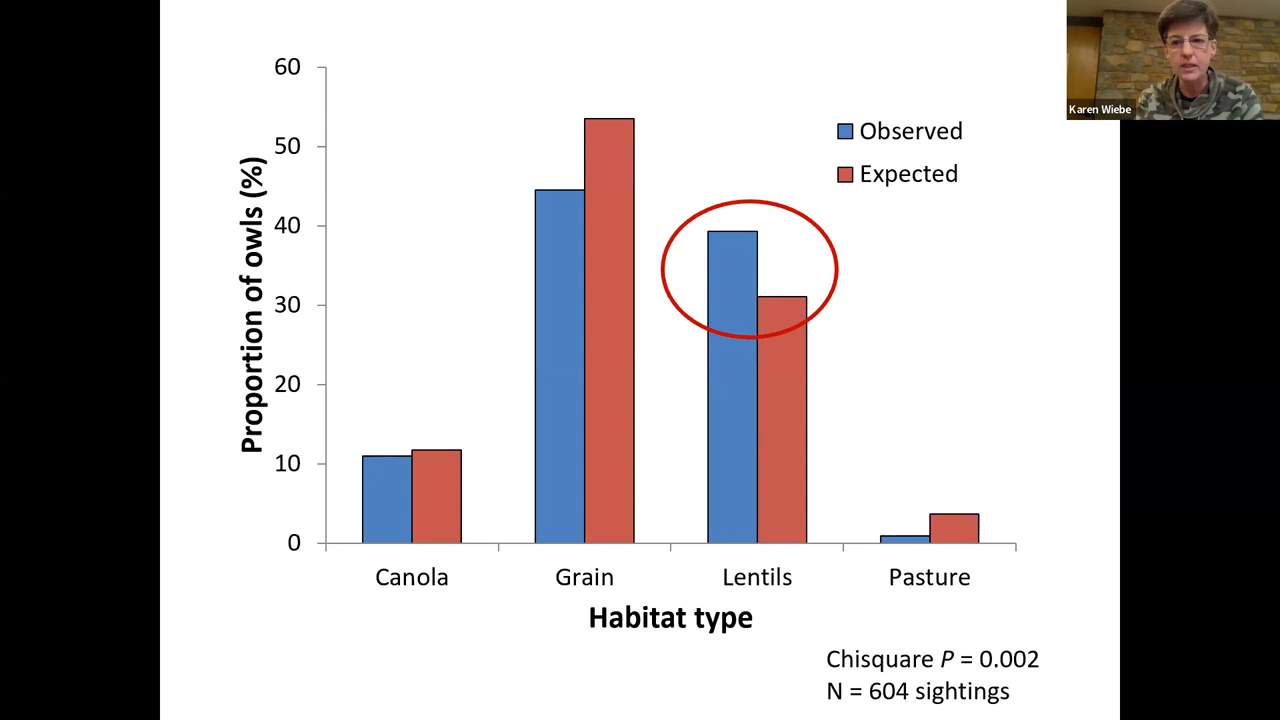 60
50
40
30
20
10
0
Proportion of owls (%)
Observed
Expected
Canola
Grain
Lentils
Pasture
Habitat type
Chisquare P = 0.002
N = 604 sightings
Karen Wiebe